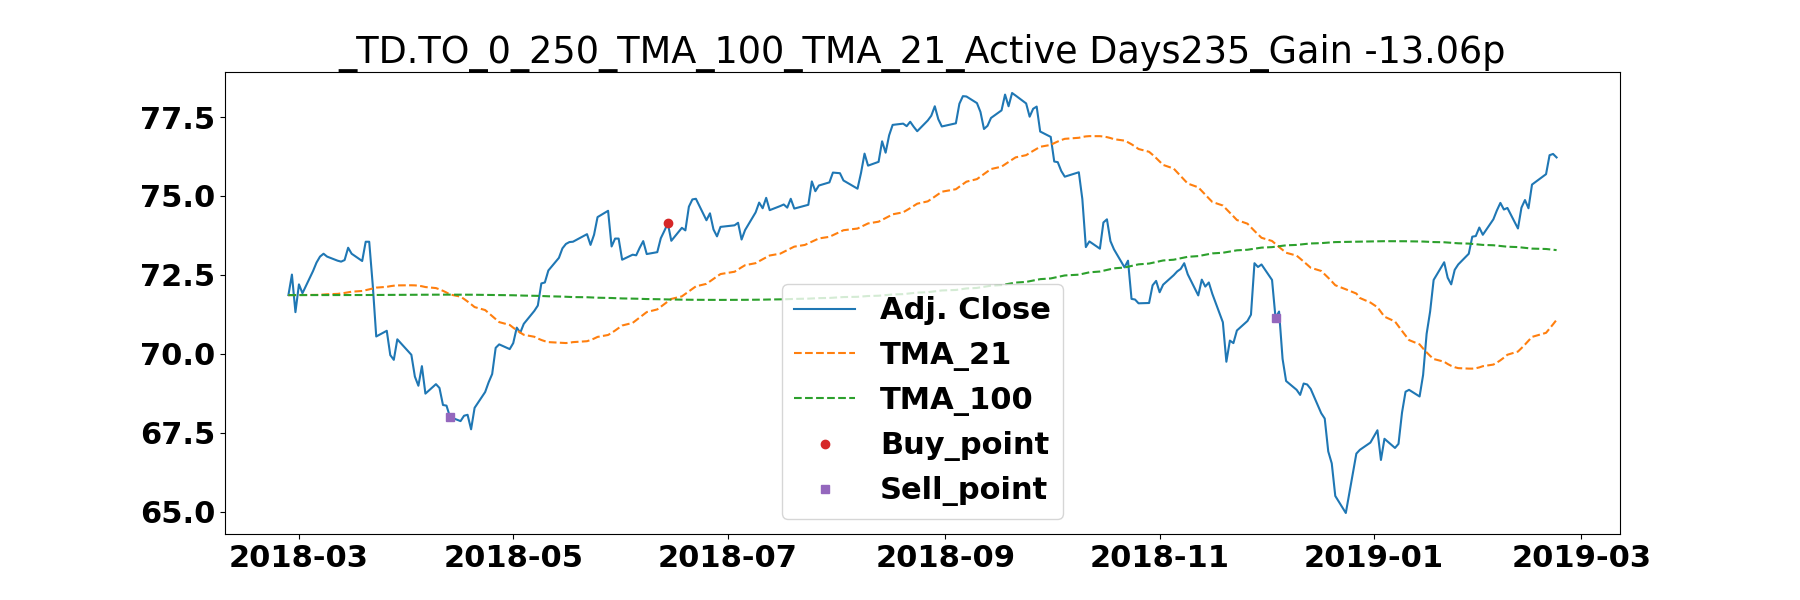 _TD.TO_0_250_TMA_100_TMA_21_Active Days235_Gain -13.06p
77.5
75.0
72.5
70.0
67.5
65.0
Adj. Close
TMA_21
TMA_100
Buy_point
Sell_point
2018-03 2018-05 2018-07 2018-09 2018-11 2019-01 2019-03